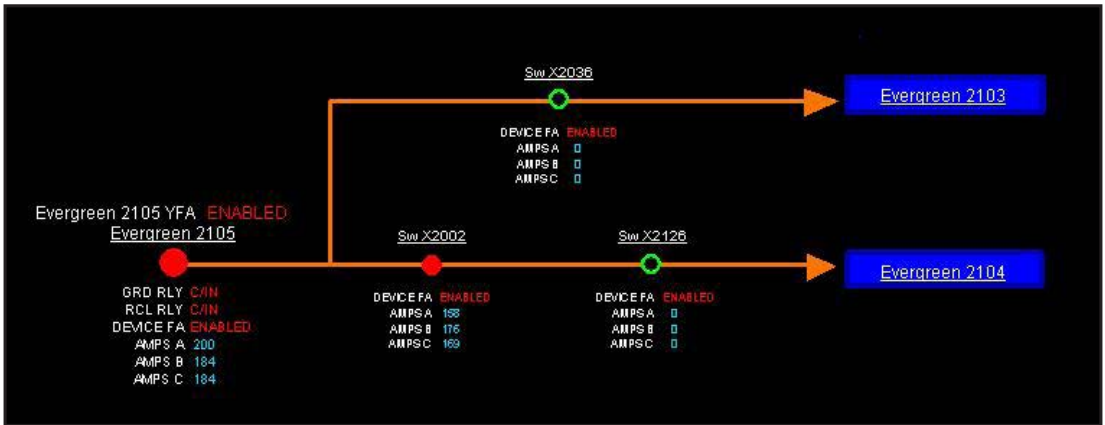 Sw X2036
Evergreen 2103
DEVICE FA ENABLED
AMPS A 0
AMPS B 0
AMPS C 0
Evergreen 2105 YFA ENABLED
Evergreen 2105
Sw X2002
Sw X2126
Evergreen 2104
GRD RLY C/IN
RCL RLY C/IN
DEVICE FA ENABLED
AMPS A 200
AMPS B 184
AMPS C 184
DEVICE FA ENABLED
AMPS A 158
AMPS B 176
AMPS C 169
DEVICE FA ENABLED
AMPS A 0
AMPS B 0
AMPS C 0